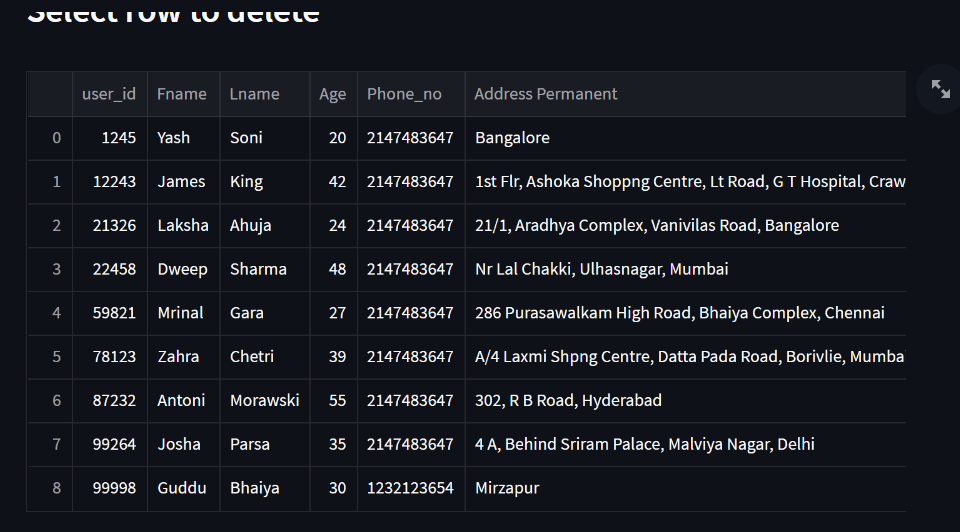 Select row to delete
user_id Fname Lname Age Phone_no Address Permanent
0 1245 Yash Soni 20 2147483647 Bangalore
1 12243 James King 42 2147483647 1st Flr, Ashoka Shoppng Centre, Lt Road, G T Hospital, Craw
2 21326 Laksha Ahuja 24 2147483647 21/1, Aradhya Complex, Vanivilas Road, Bangalore
3 22458 Dweep Sharma 48 2147483647 Nr Lal Chakki, Ulhasnagar, Mumbai
4 59821 Mrinal Gara 27 2147483647 286 Purasawalkam High Road, Bhaiya Complex, Chennai
5 78123 Zahra Chetri 39 2147483647 A/4 Laxmi Shpng Centre, Datta Pada Road, Borivlie, Mumba
6 87232 Antoni Morawski 55 2147483647 302, R B Road, Hyderabad
7 99264 Josha Parsa 35 2147483647 4 A, Behind Sriram Palace, Malviya Nagar, Delhi
8 99998 Guddu Bhaiya 30 1232123654 Mirzapur